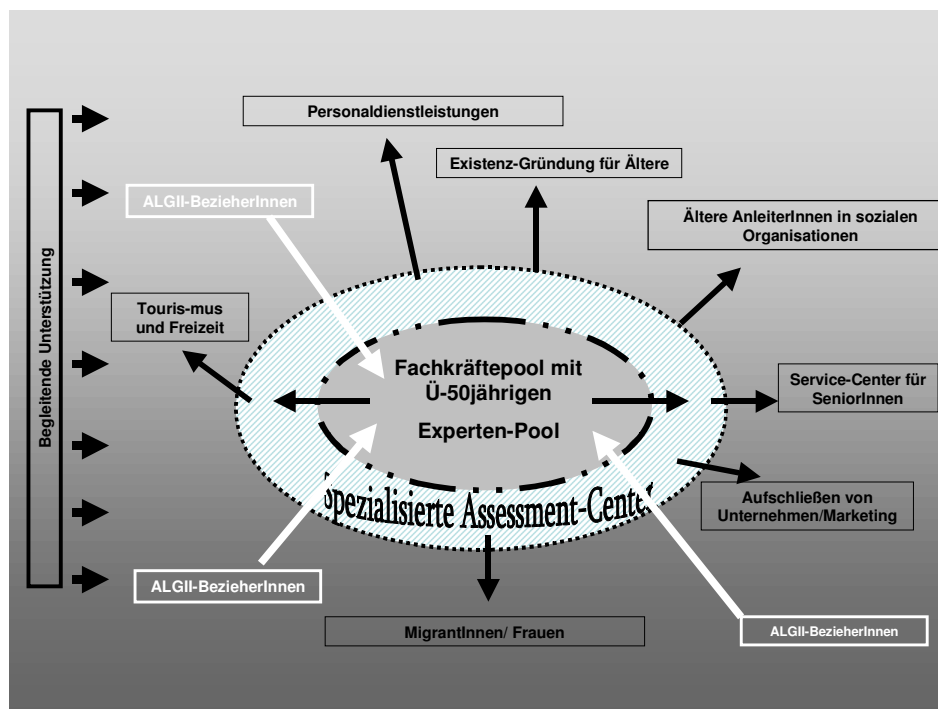 Personaldienstleistungen
Existenz-Gründung für Ältere
ALGII-BezieherInnen
Ältere AnleiterInnen in sozialen
Organisationen
Begleitende Unterstützung
Touris-mus
und Freizeit
Fachkräftepool mit
Ü-50jährigen
Experten-Pool
Service-Center für
SeniorInnen
Spezialisierte Assessment-Center
Aufschließen von
Unternehmen/Marketing
ALGII-BezieherInnen
MigrantInnen/ Frauen
ALGII-BezieherInnen